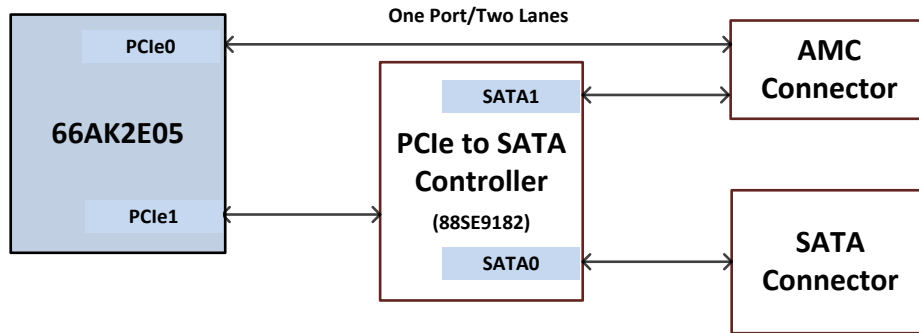 One Port/Two Lanes
PCIe0
AMC
Connector
66AK2E05
SATA1
PCIe to SATA
Controller
(88SE9182)
PCIe1
SATA0
SATA
Connector